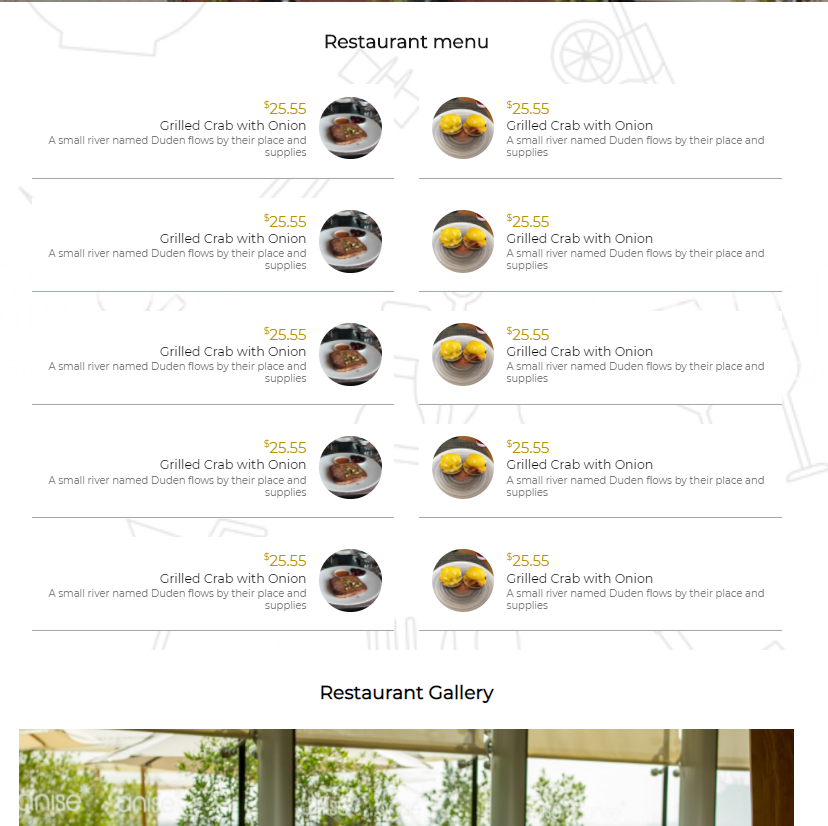 Restaurant menu
$25.55
Grilled Crab with Onion
A small river named Duden flows by their place and
supplies
$25.55
Grilled Crab with Onion
A small river named Duden flows by their place and
supplies
$25.55
Grilled Crab with Onion
A small river named Duden flows by their place and
supplies
$25.55
Grilled Crab with Onion
A small river named Duden flows by their place and
supplies
$25.55
Grilled Crab with Onion
A small river named Duden flows by their place and
supplies
$25.55
Grilled Crab with Onion
A small river named Duden flows by their place and
supplies
$25.55
Grilled Crab with Onion
A small river named Duden flows by their place and
supplies
$25.55
Grilled Crab with Onion
A small river named Duden flows by their place and
supplies
$25.55
Grilled Crab with Onion
A small river named Duden flows by their place and
supplies
$25.55
Grilled Crab with Onion
A small river named Duden flows by their place and
supplies
Restaurant Gallery
anise anise